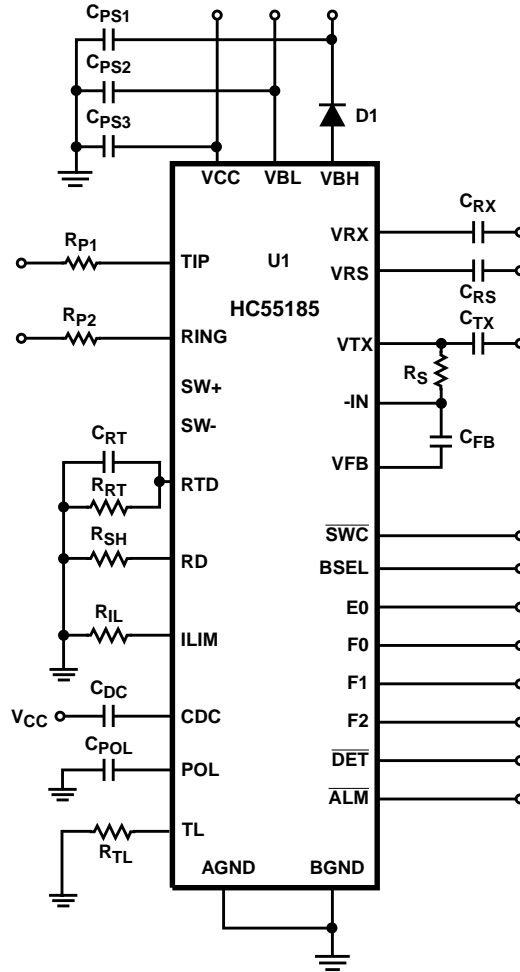 CPS1
CPS2
CPS3
D1
VCC VBL VBH
U1
HC55185
RP1
TIP
RP2
RING
SW+
SW-
CRT
RTD
RRT
RSH
RD
RIL
ILIM
CDC
VCC
CDC
CPOL
POL
TL
RTL
AGND BGND
CRX
VRX
VRS
CRS
CTX
VTX
RS
-IN
CFB
VFB
SWC
BSEL
E0
F0
F1
F2
DET
ALM